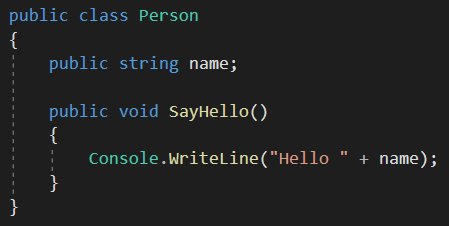 public class Person
{
    public string name;

    public void SayHello()
    {
        Console.WriteLine("Hello " + name);
    }
}